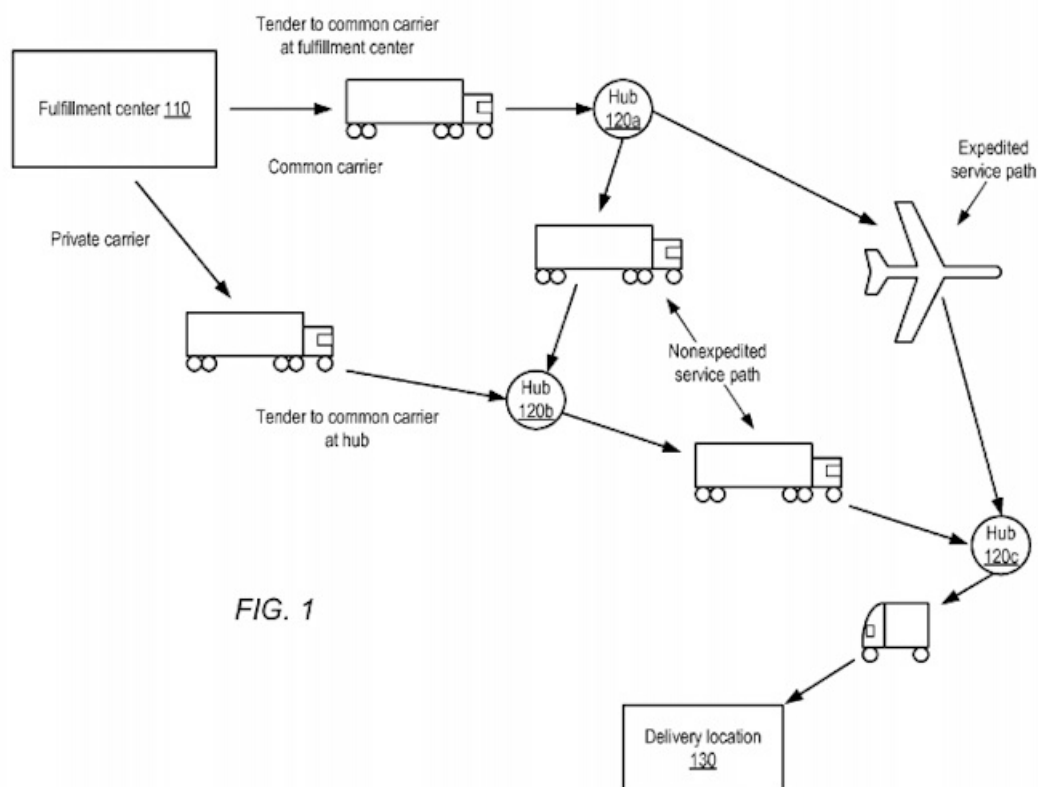 Tender to common carrier
at fulfillment center
Fulfillment center 110
Hub
120a
Common carrier
Expedited
service path
Private carrier
Nonexpedited
service path
Hub
120b
Tender to common carrier
at hub
Hub
120c
FIG. 1
Delivery location
130